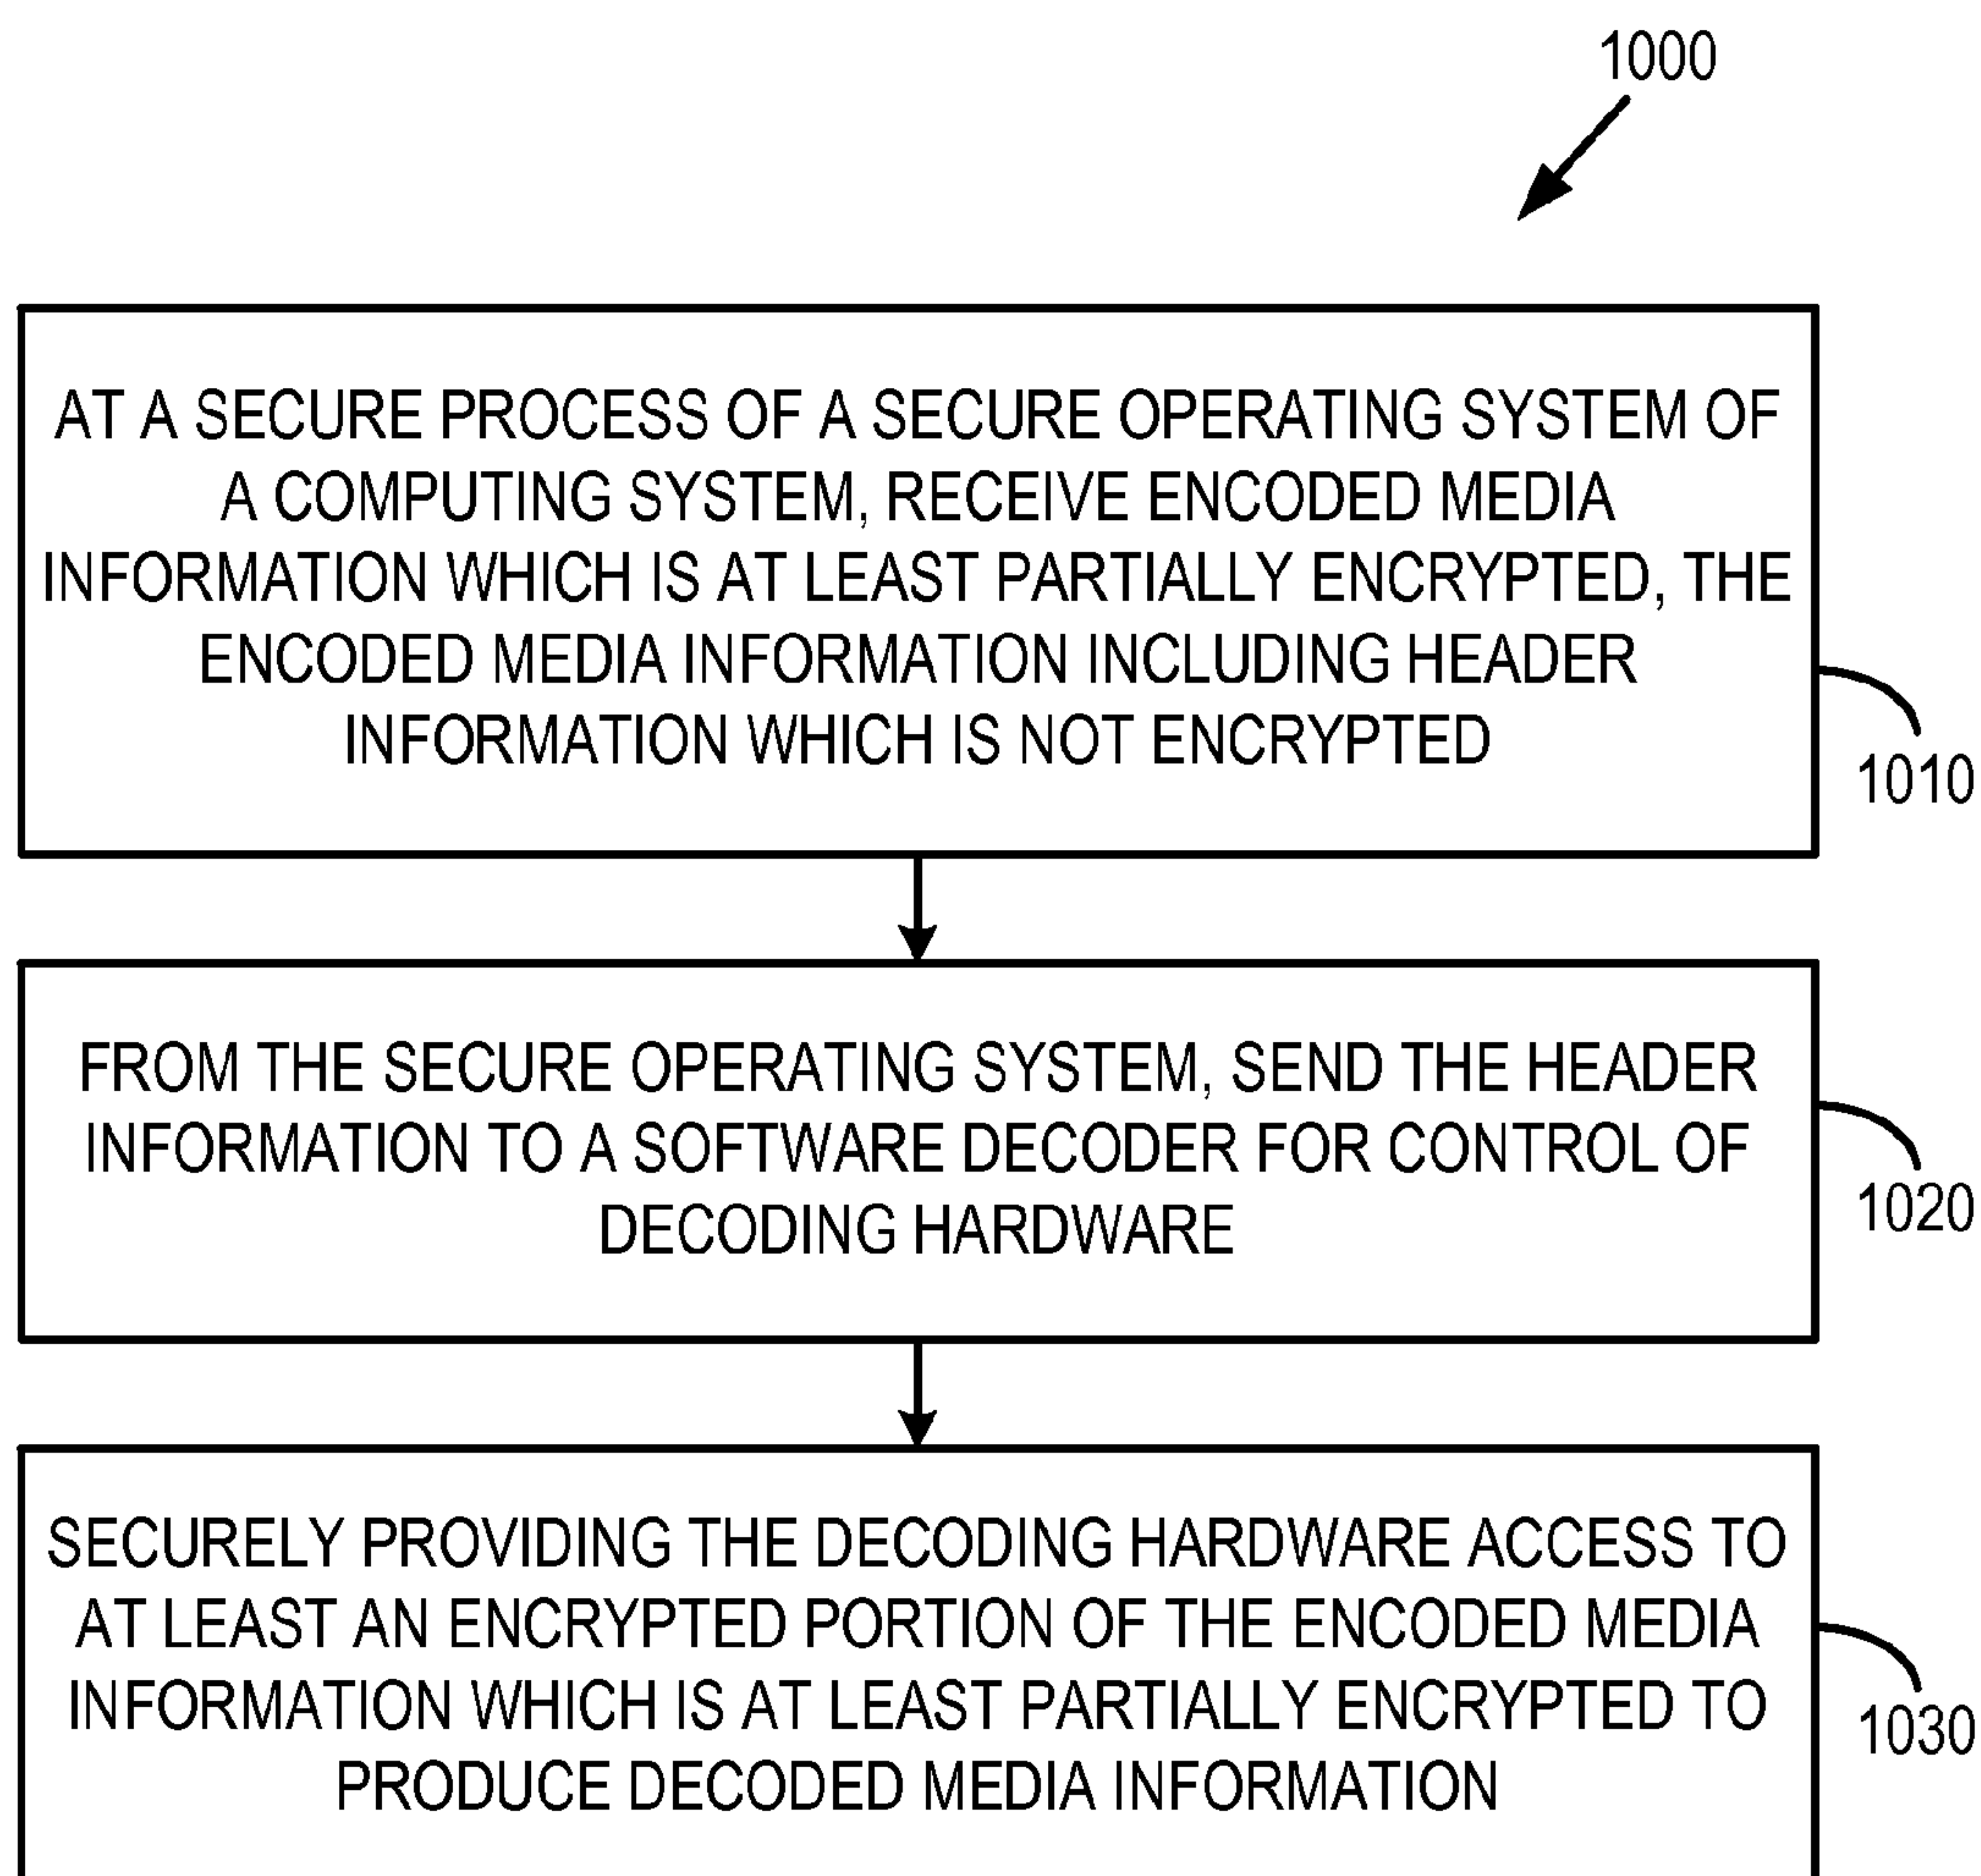 1000
AT A SECURE PROCESS OF A SECURE OPERATING SYSTEM OF
A COMPUTING SYSTEM, RECEIVE ENCODED MEDIA
INFORMATION WHICH IS AT LEAST PARTIALLY ENCRYPTED, THE
ENCODED MEDIA INFORMATION INCLUDING HEADER
INFORMATION WHICH IS NOT ENCRYPTED
1010
FROM THE SECURE OPERATING SYSTEM, SEND THE HEADER
INFORMATION TO A SOFTWARE DECODER FOR CONTROL OF
DECODING HARDWARE
1020
SECURELY PROVIDING THE DECODING HARDWARE ACCESS TO
AT LEAST AN ENCRYPTED PORTION OF THE ENCODED MEDIA
INFORMATION WHICH IS AT LEAST PARTIALLY ENCRYPTED TO
PRODUCE DECODED MEDIA INFORMATION
1030